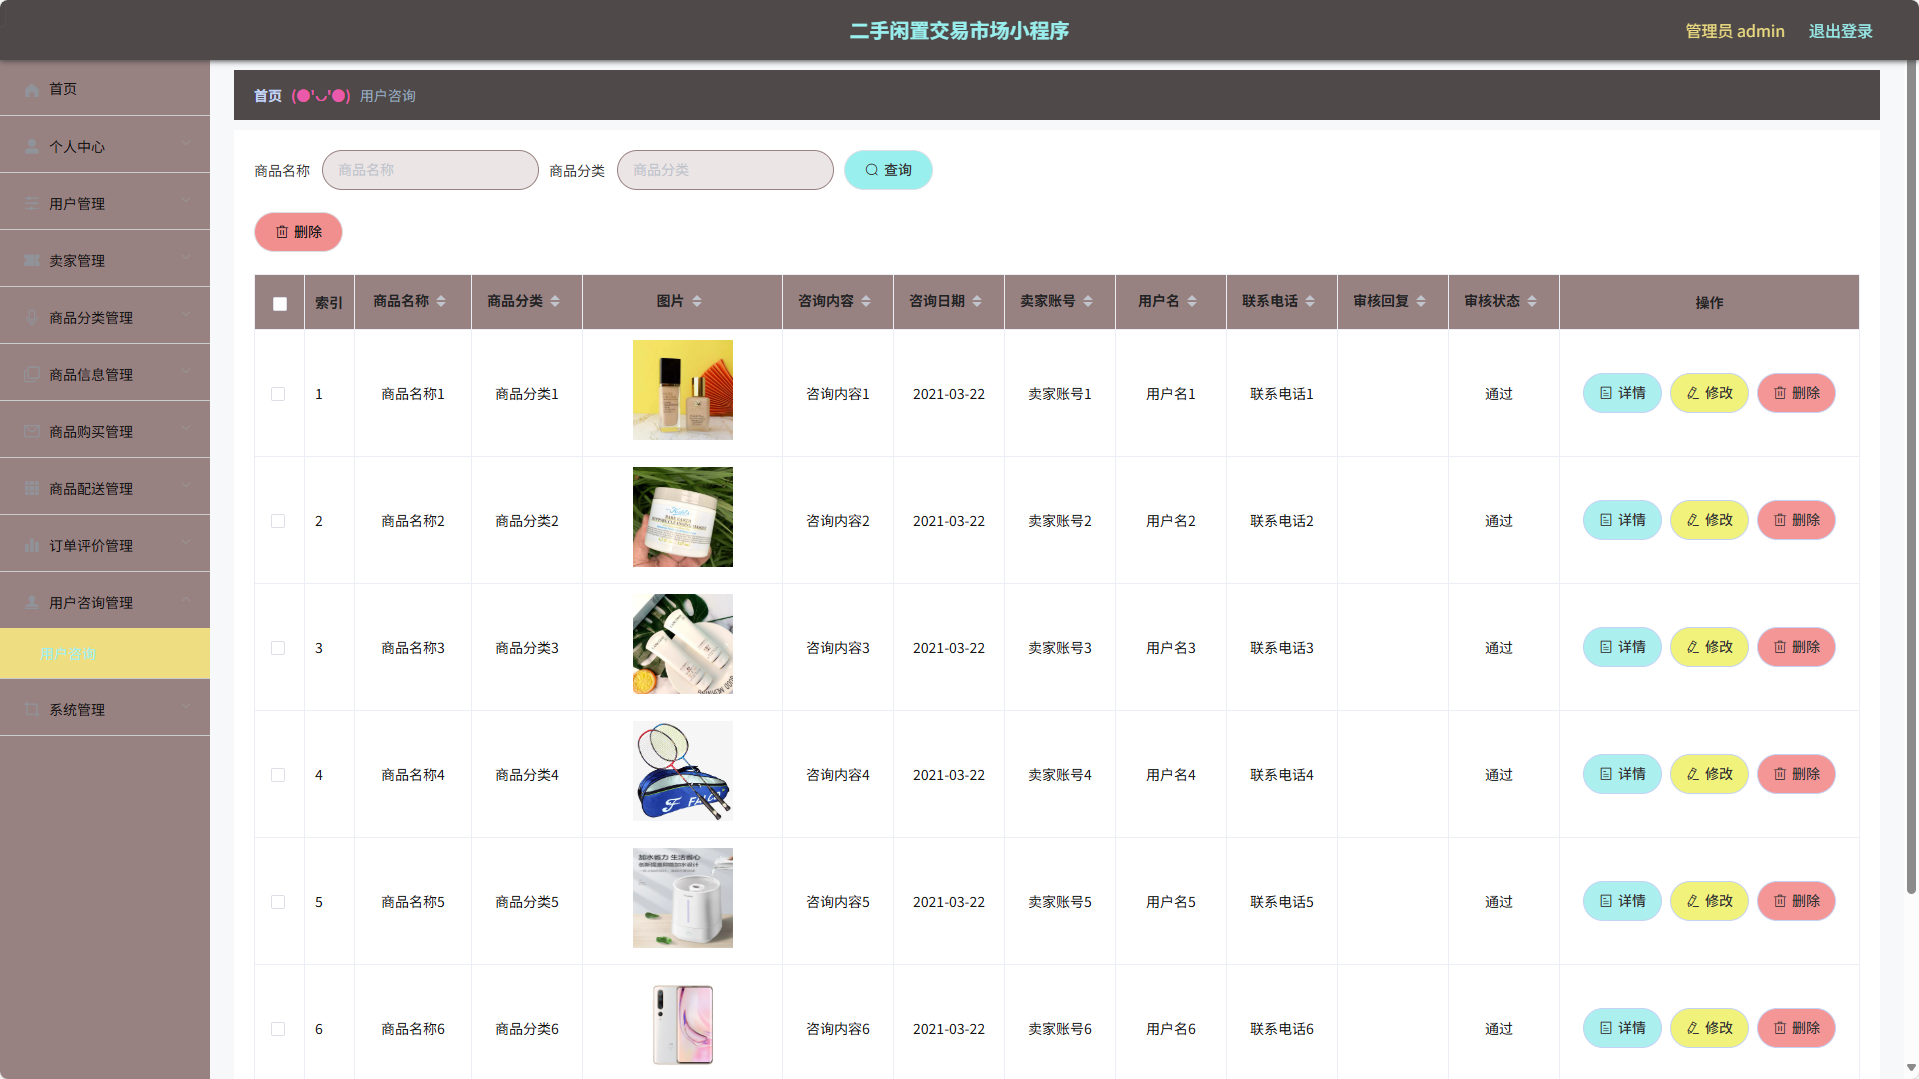 二手闲置交易市场小程序
管理员 admin 退出登录
首页
个人中心
用户管理
卖家管理
商品分类管理
商品信息管理
商品购买管理
商品配送管理
订单评价管理
用户咨询管理
用户咨询
系统管理
首页 (●'◡'●) 用户咨询
商品名称 商品名称 商品分类 商品分类 查询
删除
索引 商品名称 商品分类 图片 咨询内容 咨询日期 卖家账号 用户名 联系电话 审核回复 审核状态 操作
1 商品名称1 商品分类1 咨询内容1 2021-03-22 卖家账号1 用户名1 联系电话1 通过 详情 修改 删除
2 商品名称2 商品分类2 咨询内容2 2021-03-22 卖家账号2 用户名2 联系电话2 通过 详情 修改 删除
3 商品名称3 商品分类3 咨询内容3 2021-03-22 卖家账号3 用户名3 联系电话3 通过 详情 修改 删除
4 商品名称4 商品分类4 咨询内容4 2021-03-22 卖家账号4 用户名4 联系电话4 通过 详情 修改 删除
加水省力 生活省心
5 商品名称5 商品分类5 咨询内容5 2021-03-22 卖家账号5 用户名5 联系电话5 通过 详情 修改 删除
6 商品名称6 商品分类6 咨询内容6 2021-03-22 卖家账号6 用户名6 联系电话6 通过 详情 修改 删除